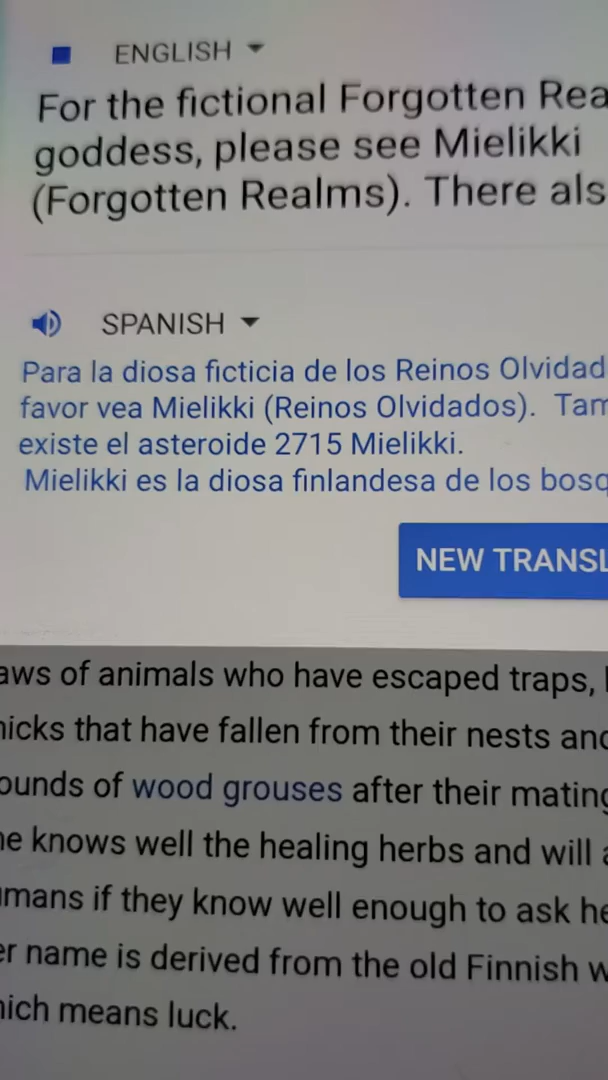 ENGLISH
For the fictional Forgotten Rea
goddess, please see Mielikki
(Forgotten Realms). There als
SPANISH
Para la diosa ficticia de los Reinos Olvidad
favor vea Mielikki (Reinos Olvidados). Tam
existe el asteroide 2715 Mielikki.
Mielikki es la diosa finlandesa de los bosq
NEW TRANSL
aws of animals who have escaped traps,
hicks that have fallen from their nests and
ounds of wood grouses after their mating
he knows well the healing herbs and will a
umans if they know well enough to ask he
er name is derived from the old Finnish w
hich means luck.